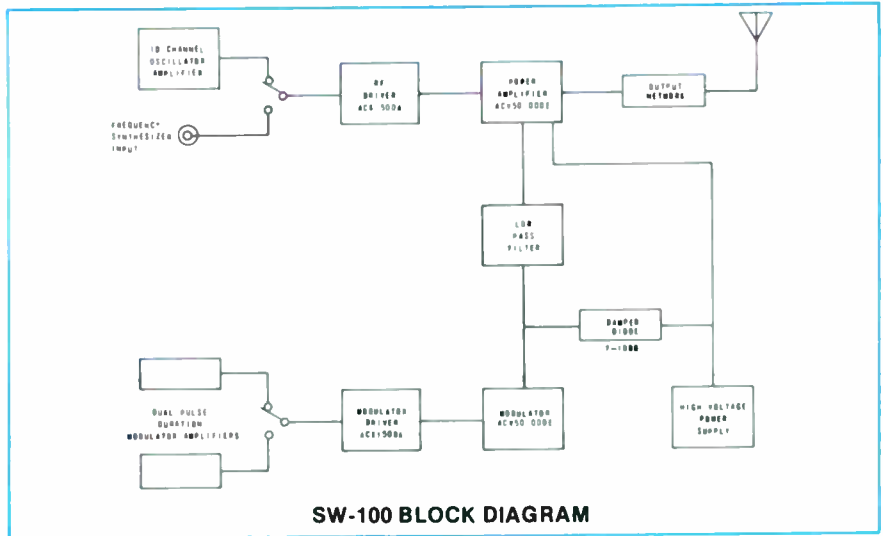 10 CHANNEL
OSCILLATOR
AMPLIFIER
FREQUENCY
SYNTHESIZER
INPUT
RF
DRIVER
POWER
AMPLIFIER
OUTPUT
NETWORK
LOW
PASS
FILTER
DAMPER
DIODE
DUAL PULSE
DURATION
MODULATOR AMPLIFIERS
MODULATOR
DRIVER
MODULATOR
HIGH VOLTAGE
POWER
SUPPLY
SW-100 BLOCK DIAGRAM